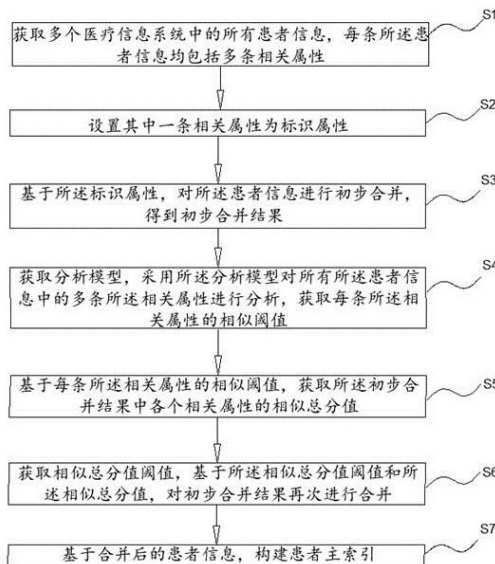 S1
获取多个医疗信息系统中的所有患者信息，每条所述患
者信息均包括多条相关属性
S2
设置其中一条相关属性为标识属性
S3
基于所述标识属性，对所述患者信息进行初步合并，
得到初步合并结果
S4
获取分析模型，采用所述分析模型对所有所述患者信
息中的多条所述相关属性进行分析，获取每条所述相
关属性的相似阈值
S5
基于每条所述相关属性的相似阈值，获取所述初步合
并结果中各个相关属性的相似总分值
S6
获取相似总分值阈值，基于所述相似总分值阈值和所
述相似总分值，对初步合并结果再次进行合并
S7
基于合并后的患者信息，构建患者主索引